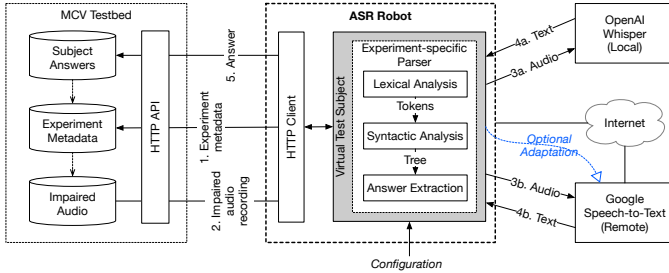 MCV Testbed
Subject
Answers
Experiment
Metadata
Impaired
Audio
HTTP API
5. Answer
1. Experiment
metadata
2. Impaired
audio
recording
ASR Robot
HTTP Client
Virtual Test Subject
Experiment-specific
Parser
Lexical Analysis
Tokens
Syntactic Analysis
Tree
Answer Extraction
Configuration
4a. Text
3a. Audio
Optional
Adaptation
3b. Audio
4b. Text
OpenAI
Whisper
(Local)
Internet
Google
Speech-to-Text
(Remote)